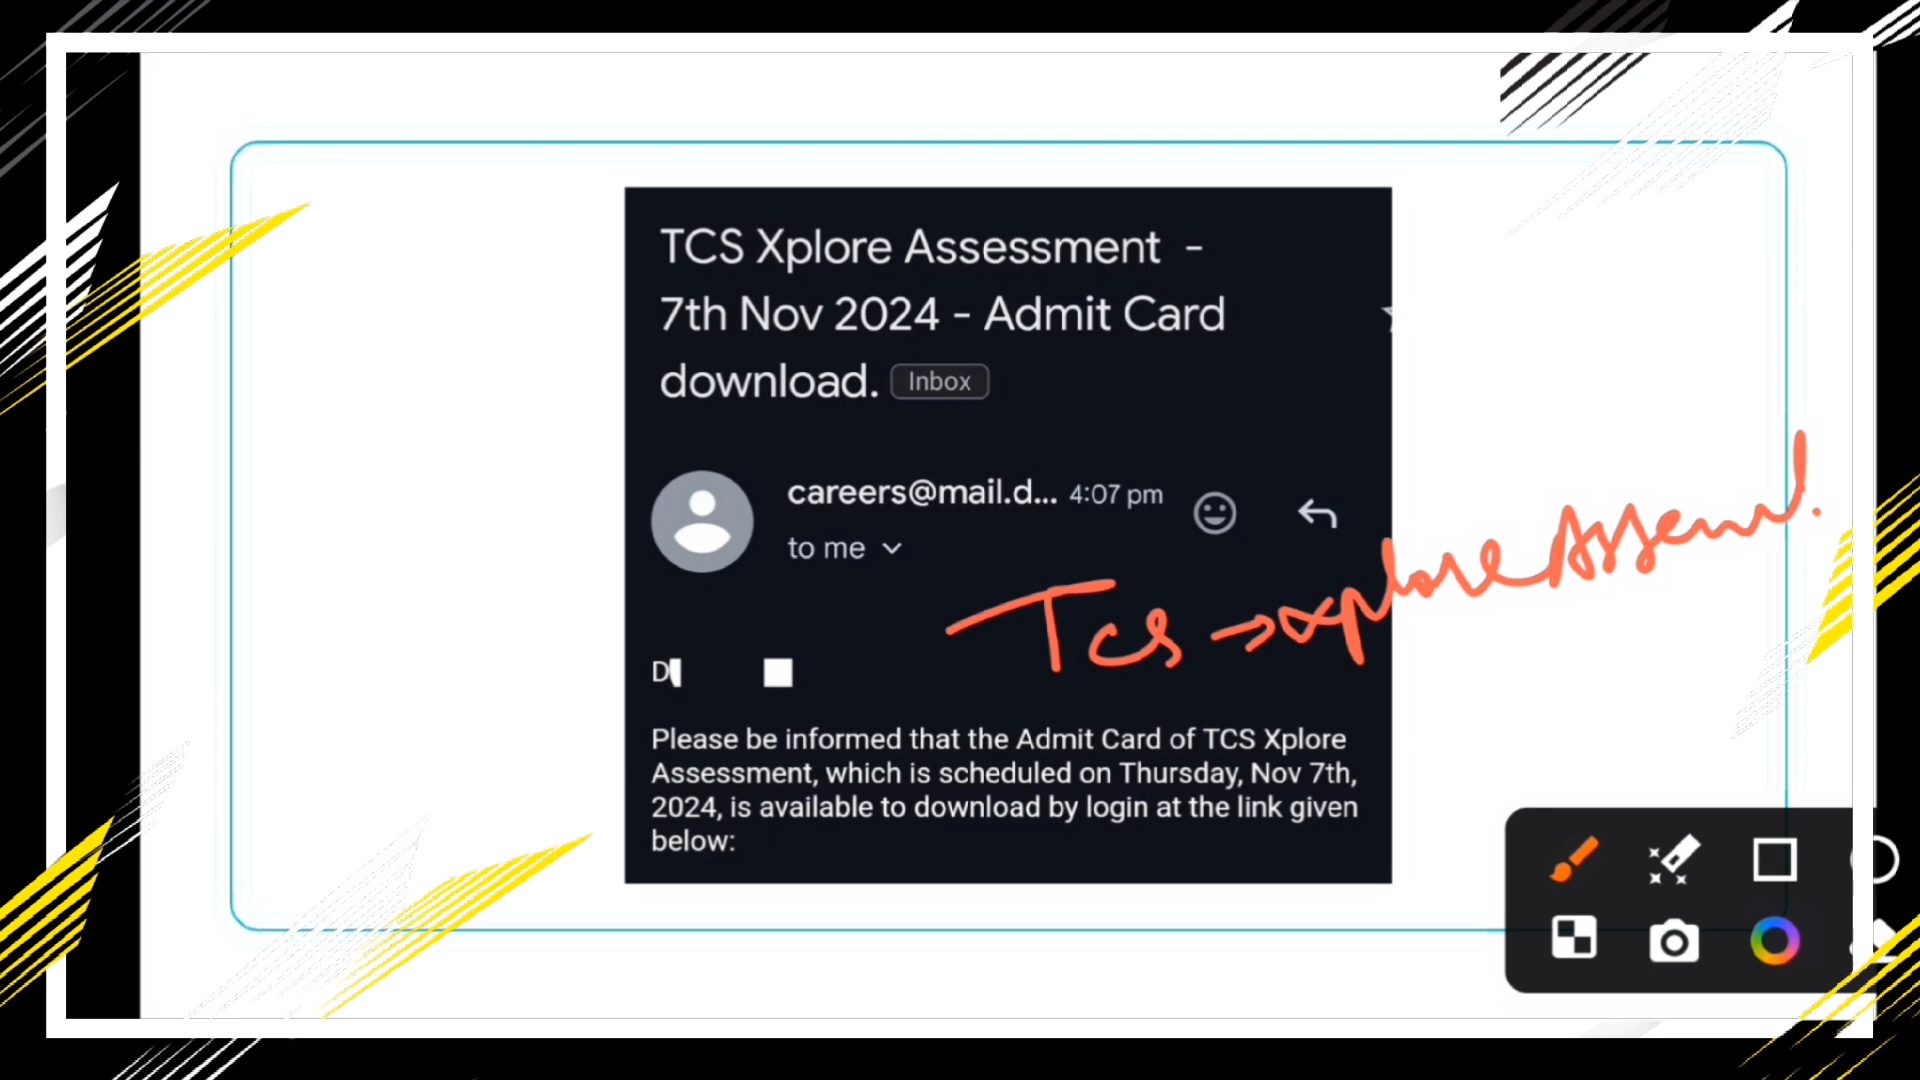 TCS Xplore Assessment -
7th Nov 2024 - Admit Card
download. Inbox
careers@mail.d... 4:07 pm
to me
Tcs → xplore
D
Please be informed that the Admit Card of TCS Xplore
Assessment, which is scheduled on Thursday, Nov 7th,
2024, is available to download by login at the link given
below: